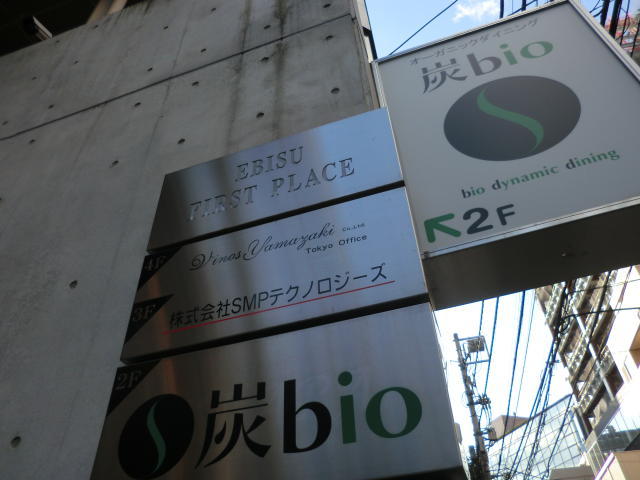 オーガニックダイニング
炭bio
bio dynamic dining
2F
EBISU
FIRST PLACE
4F
Vinos Yamazaki Co.,Ltd.
Tokyo Office
3F
株式会社SMPテクノロジーズ
2F
炭bio